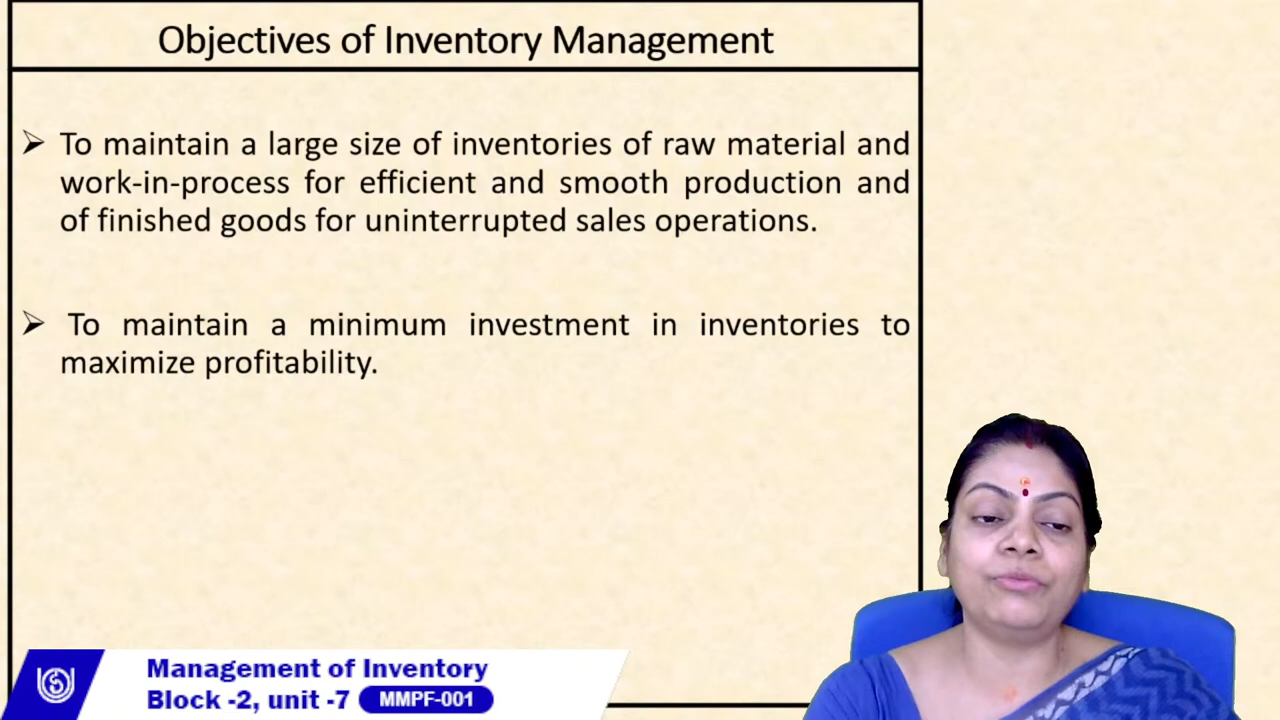 Objectives of Inventory Management
➢ To maintain a large size of inventories of raw material and
work-in-process for efficient and smooth production and
of finished goods for uninterrupted sales operations.
➢ To maintain a minimum investment in inventories to
maximize profitability.
Management of Inventory
Block -2, unit -7 MMPF-001